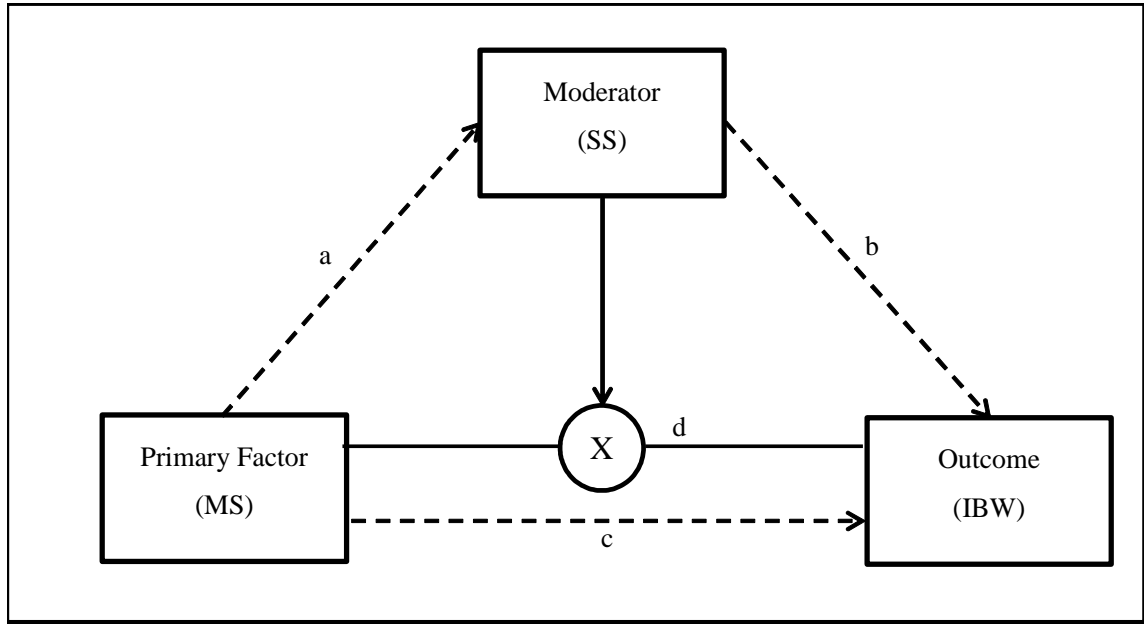 Moderator
(SS)
a
b
Primary Factor
(MS)
X
d
Outcome
(IBW)
c